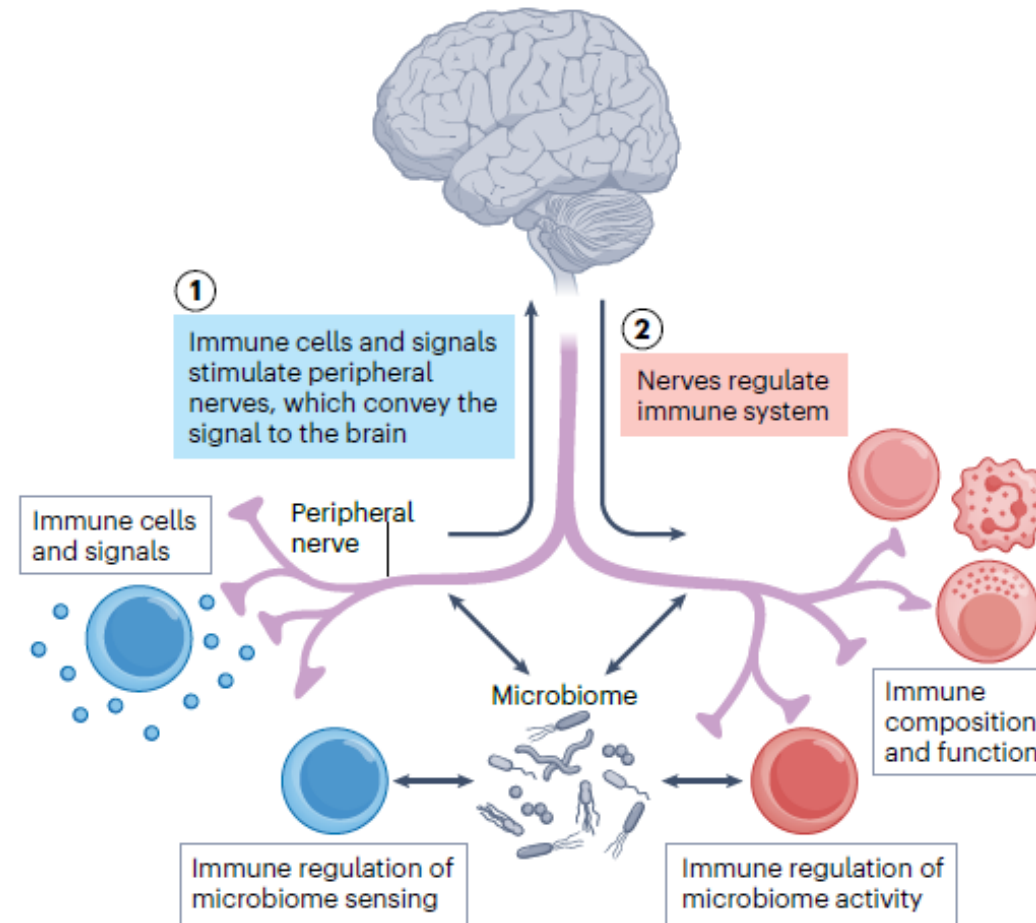 1
Immune cells and signals
stimulate peripheral
nerves, which convey the
signal to the brain
2
Nerves regulate
immune system
Immune cells
and signals
Peripheral
nerve
Microbiome
Immune
composition
and function
Immune regulation of
microbiome sensing
Immune regulation of
microbiome activity